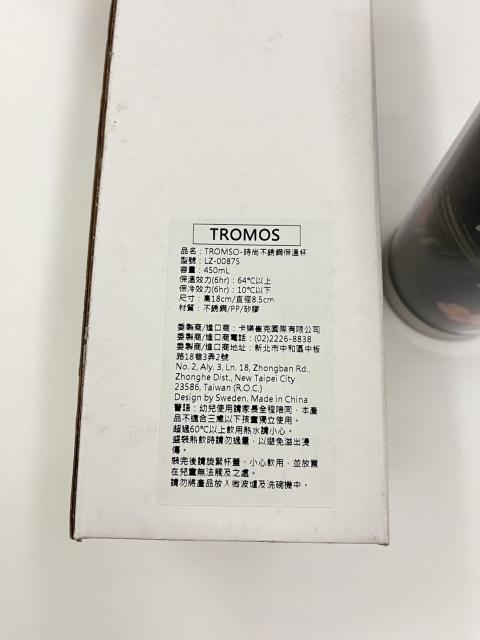 TROMOS
品名：TROMSO-時尚不銹鋼保溫杯
型號：LZ-00875
容量：450mL
保溫效力(6hr)：64℃以上
保冷效力(6hr)：10℃以下
尺寸：高18cm/直徑8.5cm
材質：不銹鋼/PP/矽膠
委製商/進口商：卡樂崔克國際有限公司
委製商/進口商電話：(02)2226-8838
委製商/進口商地址：新北市中和區中板
路18巷3弄2號
No. 2, Aly. 3, Ln. 18, Zhongban Rd.,
Zhonghe Dist., New Taipei City
23586, Taiwan (R.O.C.)
Design by Sweden. Made in China
警語：幼兒使用請家長全程陪同，本產
品不適合三歲以下孩童獨立使用。
超過60℃以上飲用熱水請小心。
盛裝熱飲時請勿過量，以避免溢出燙
傷。
裝完後請旋緊杯蓋、小心飲用，並放置
在兒童無法觸及之處。
請勿將產品放入微波爐及洗碗機中。